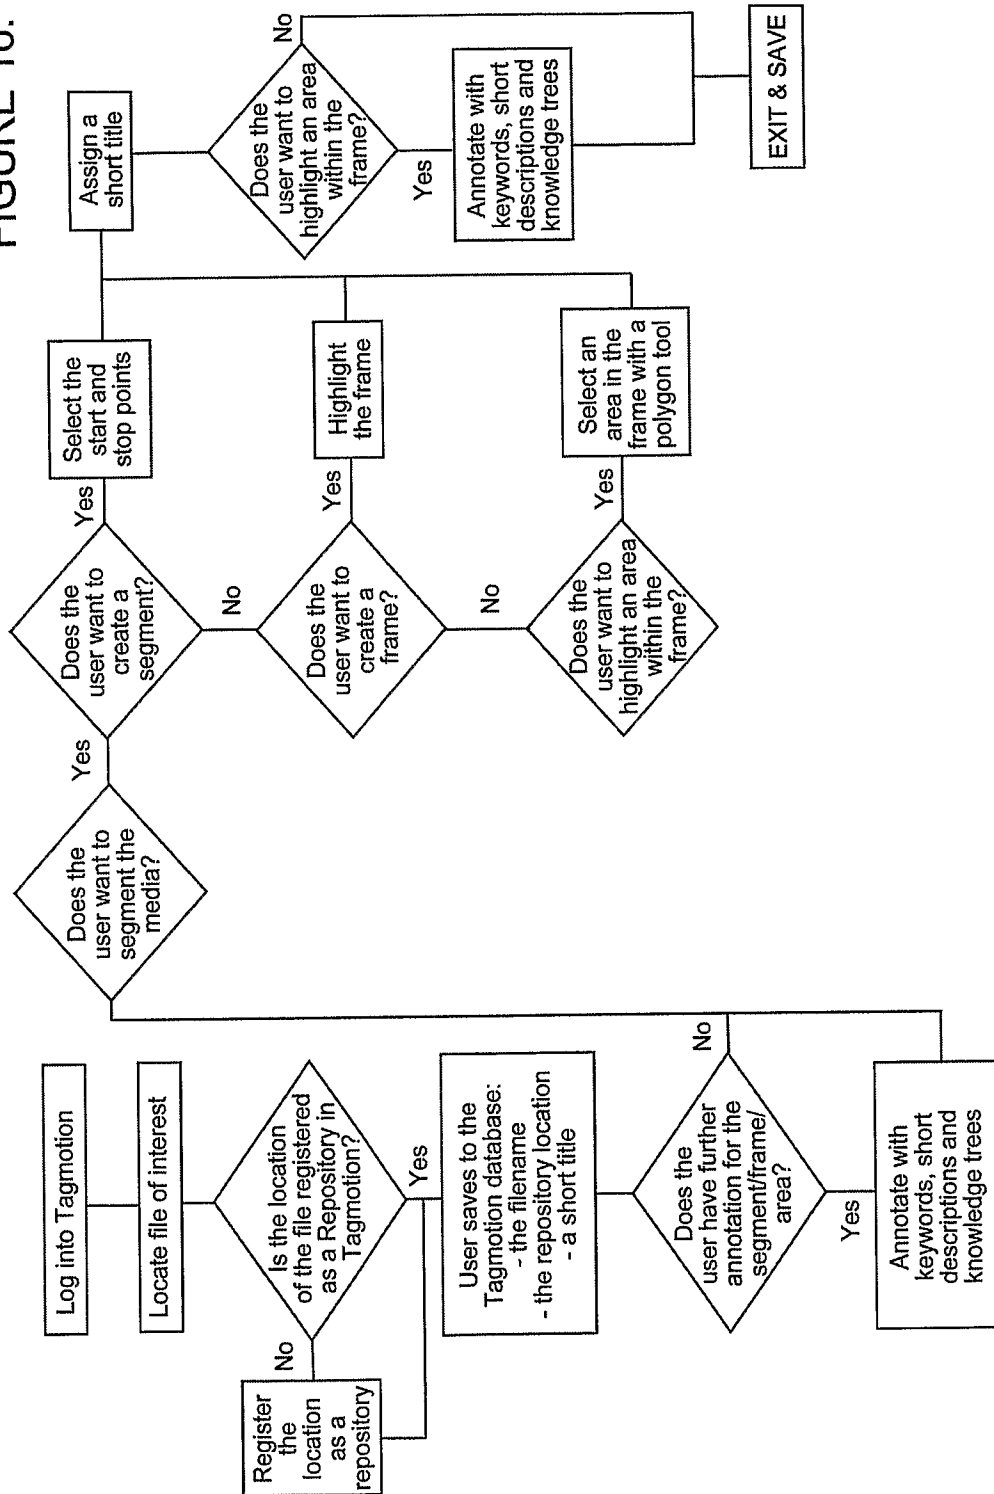 FIGURE 10.
Log into Tagmotion
Locate file of interest
Is the location
of the file registered
as a Repository in
Tagmotion?
No
Register
the
location
as a
repository
Yes
User saves to the
Tagmotion database:
- the filename
- the repository location
- a short title
Does the
user have further
annotation for the
segment/frame/
area?
No
Yes
Annotate with
keywords, short
descriptions and
knowledge trees
Does the
user want to
segment the
media?
Yes
Does the
user want to
create a
segment?
Yes
Select the
start and
stop points
No
Does the
user want to
create a
frame?
Yes
Highlight
the frame
No
Does the
user want to
highlight an area
within the
frame?
Yes
Select an
area in the
frame with a
polygon tool
Assign a
short title
Does the
user want to
highlight an area
within the
frame?
No
Yes
Annotate with
keywords, short
descriptions and
knowledge trees
EXIT & SAVE